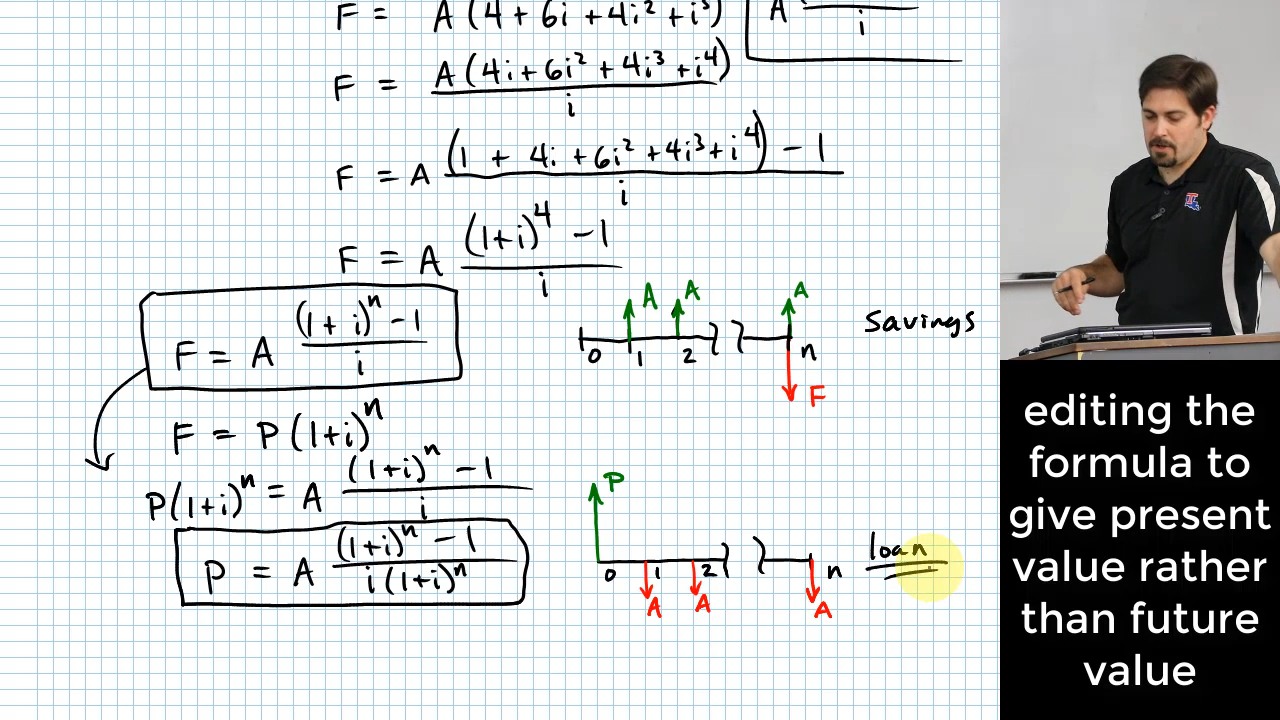 F = A(4 + 6i + 4i² + i³)
A
i
F = A(4i + 6i² + 4i³ + i⁴) / i
F = A ((1 + 4i + 6i² + 4i³ + i⁴) - 1) / i
F = A ((1+i)⁴ - 1) / i
F = A ((1+i)ⁿ - 1) / i
A A A
0 1 2 n
F
Savings
F = P(1+i)ⁿ
P(1+i)ⁿ = A ((1+i)ⁿ - 1) / i
P = A ((1+i)ⁿ - 1) / i(1+i)ⁿ
P
0 1 2 n
A A A
loan
editing the
formula to
give present
value rather
than future
value